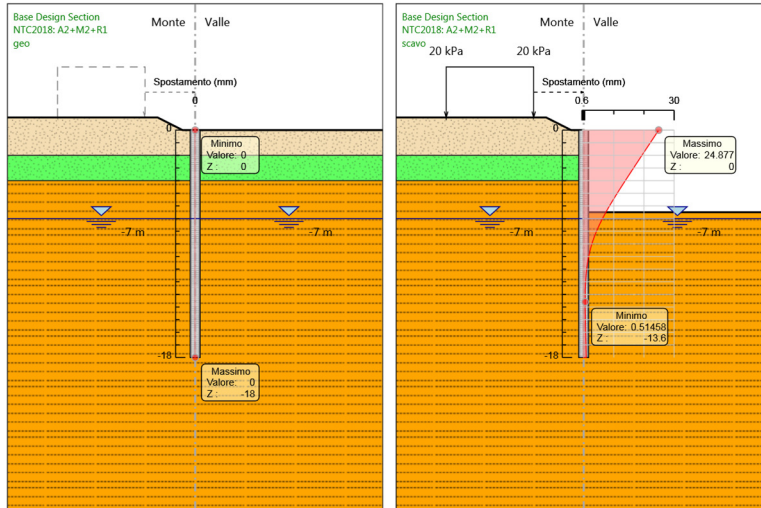 Base Design Section
NTC2018: A2+M2+R1
geo
Monte
Valle
Spostamento (mm)
0
0
Minimo
Valore: 0
Z : 0
-7 m
-7 m
-18
Massimo
Valore: 0
Z : -18
Base Design Section
NTC2018: A2+M2+R1
scavo
Monte
Valle
20 kPa
20 kPa
Spostamento (mm)
0.6
30
0
Massimo
Valore: 24.877
Z : 0
-7 m
-7 m
Minimo
Valore: 0.51458
Z : -13.6
-18